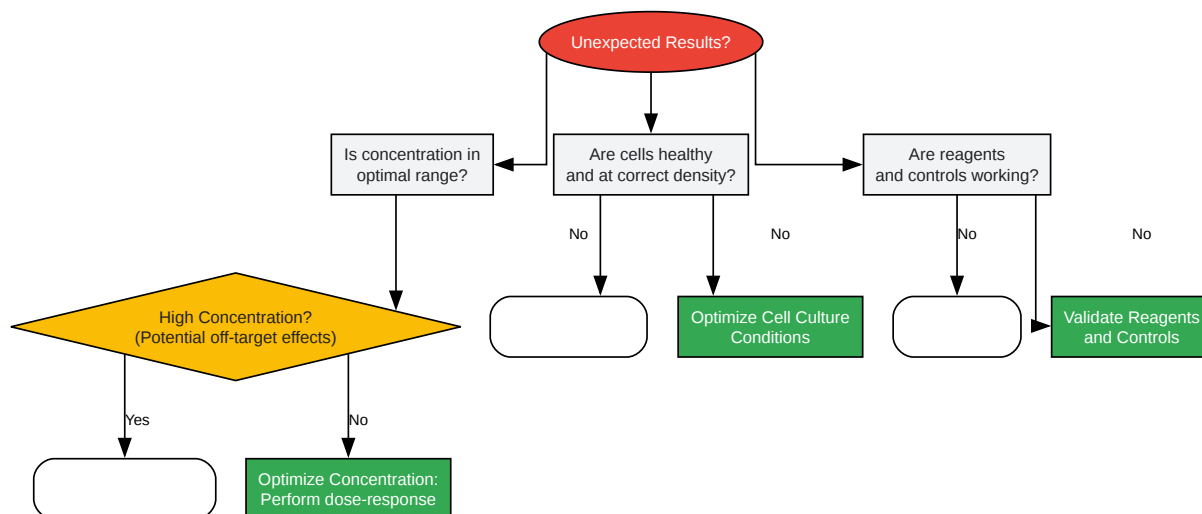 Unexpected Results?
Is concentration in
optimal range?
Are cells healthy
and at correct density?
Are reagents
and controls working?
No
No
No
No
High Concentration?
(Potential off-target effects)
Optimize Cell Culture
Conditions
Validate Reagents
and Controls
Yes
No
Optimize Concentration:
Perform dose-response